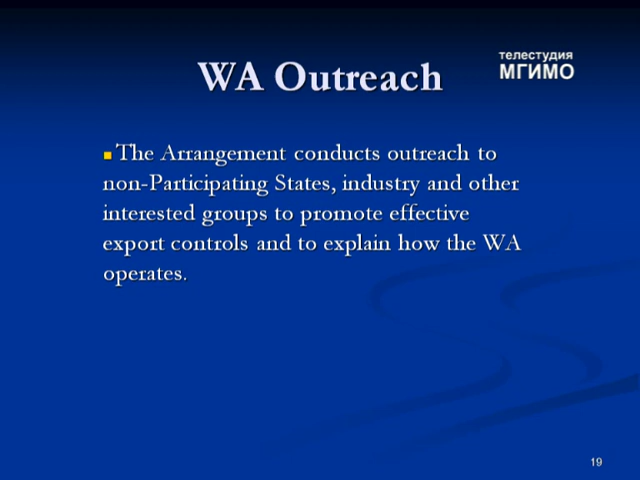 WA Outreach
телестудия
МГИМО
The Arrangement conducts outreach to
non-Participating States, industry and other
interested groups to promote effective
export controls and to explain how the WA
operates.
19